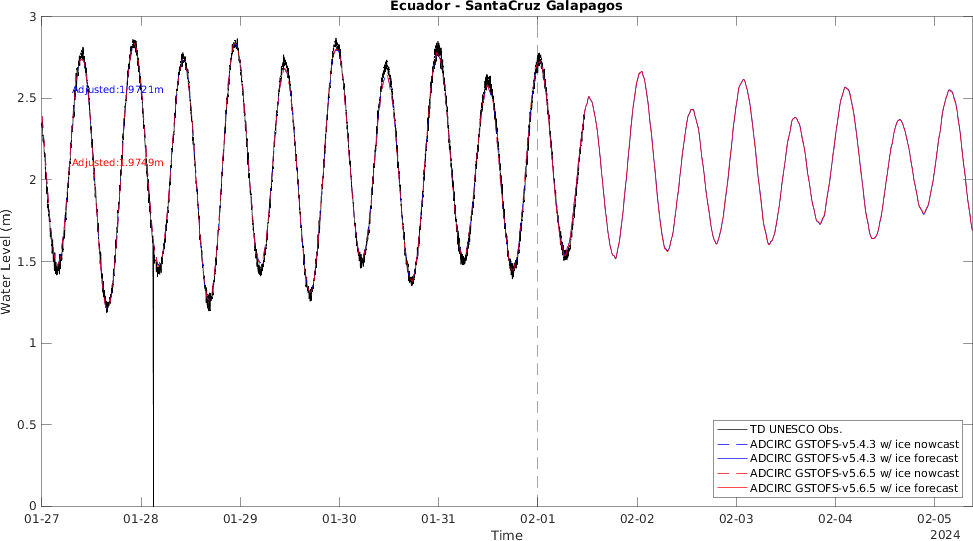 Ecuador - SantaCruz Galapagos
Water Level (m)
3
2.5
2
1.5
1
0.5
0
Adjusted:1.9721m
Adjusted:1.9749m
TD UNESCO Obs.
ADCIRC GSTOFS-v5.4.3 w/ ice nowcast
ADCIRC GSTOFS-v5.4.3 w/ ice forecast
ADCIRC GSTOFS-v5.6.5 w/ ice nowcast
ADCIRC GSTOFS-v5.6.5 w/ ice forecast
01-27 01-28 01-29 01-30 01-31 02-01 02-02 02-03 02-04 02-05
Time
2024